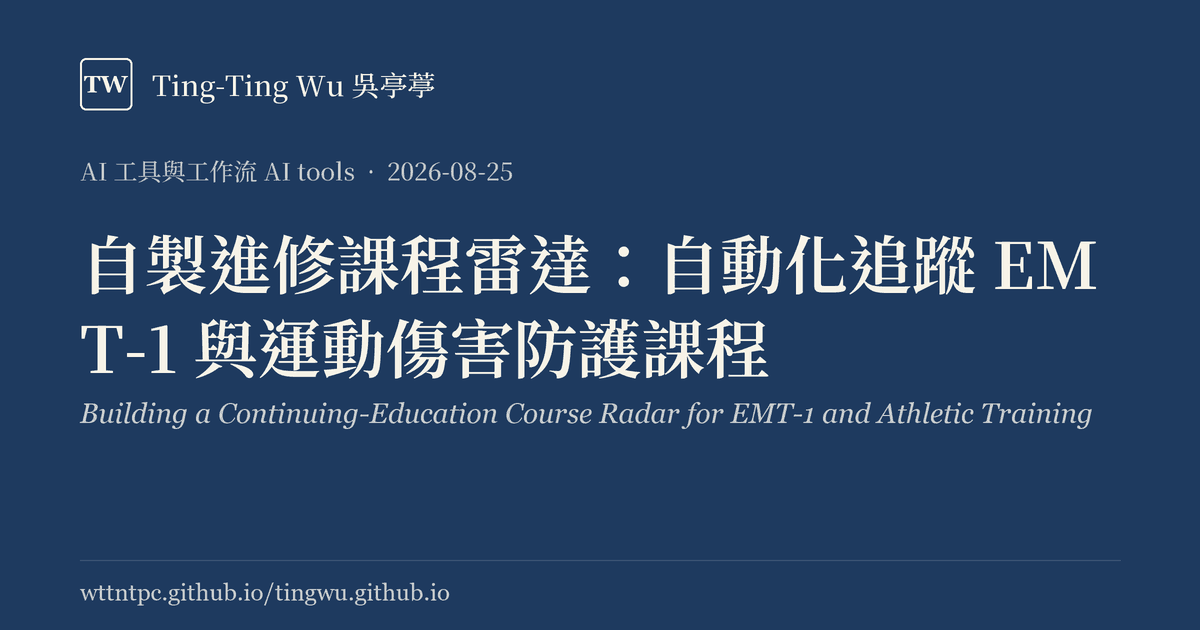 TW
Ting-Ting Wu 吳亭葶
AI 工具與工作流 AI tools · 2026-08-25
自製進修課程雷達：自動化追蹤 EM
T-1 與運動傷害防護課程
Building a Continuing-Education Course Radar for EMT-1 and Athletic Training
wttntpc.github.io/tingwu.github.io